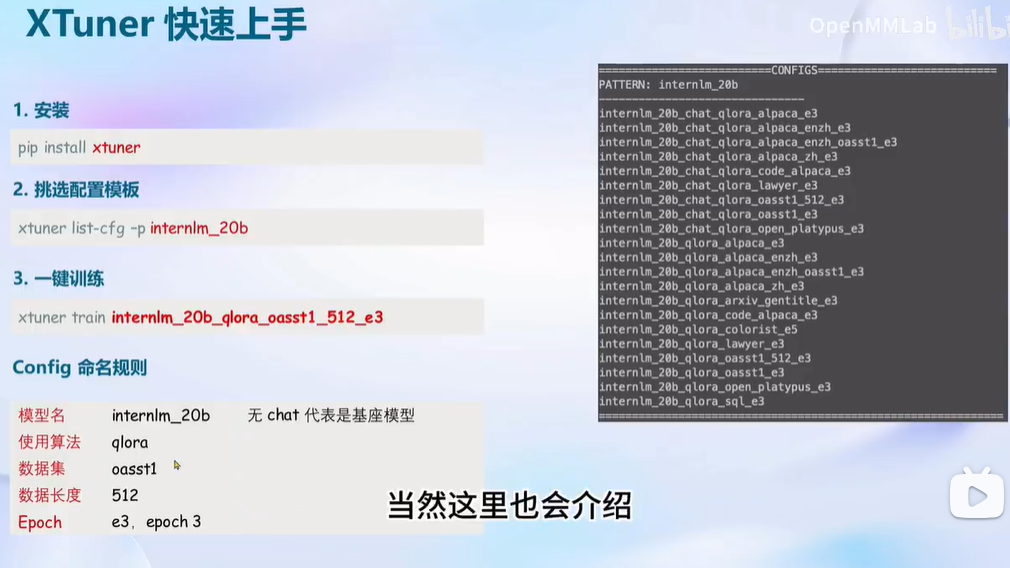 XTuner 快速上手
OpenMMLab bilibili
1. 安装
pip install xtuner
2. 挑选配置模板
xtuner list-cfg –p internlm_20b
3. 一键训练
xtuner train internlm_20b_qlora_oasst1_512_e3
Config 命名规则
模型名 internlm_20b 无 chat 代表是基座模型
使用算法 qlora
数据集 oasst1
数据长度 512
Epoch e3, epoch 3
==========================CONFIGS===========================
PATTERN: internlm_20b
-------------------------------
internlm_20b_chat_qlora_alpaca_e3
internlm_20b_chat_qlora_alpaca_enzh_e3
internlm_20b_chat_qlora_alpaca_enzh_oasst1_e3
internlm_20b_chat_qlora_alpaca_zh_e3
internlm_20b_chat_qlora_code_alpaca_e3
internlm_20b_chat_qlora_lawyer_e3
internlm_20b_chat_qlora_oasst1_512_e3
internlm_20b_chat_qlora_oasst1_e3
internlm_20b_chat_qlora_open_platypus_e3
internlm_20b_qlora_alpaca_e3
internlm_20b_qlora_alpaca_enzh_e3
internlm_20b_qlora_alpaca_enzh_oasst1_e3
internlm_20b_qlora_alpaca_zh_e3
internlm_20b_qlora_arxiv_gentitle_e3
internlm_20b_qlora_code_alpaca_e3
internlm_20b_qlora_colorist_e5
internlm_20b_qlora_lawyer_e3
internlm_20b_qlora_oasst1_512_e3
internlm_20b_qlora_oasst1_e3
internlm_20b_qlora_open_platypus_e3
internlm_20b_qlora_sql_e3
=============================================================
当然这里也会介绍